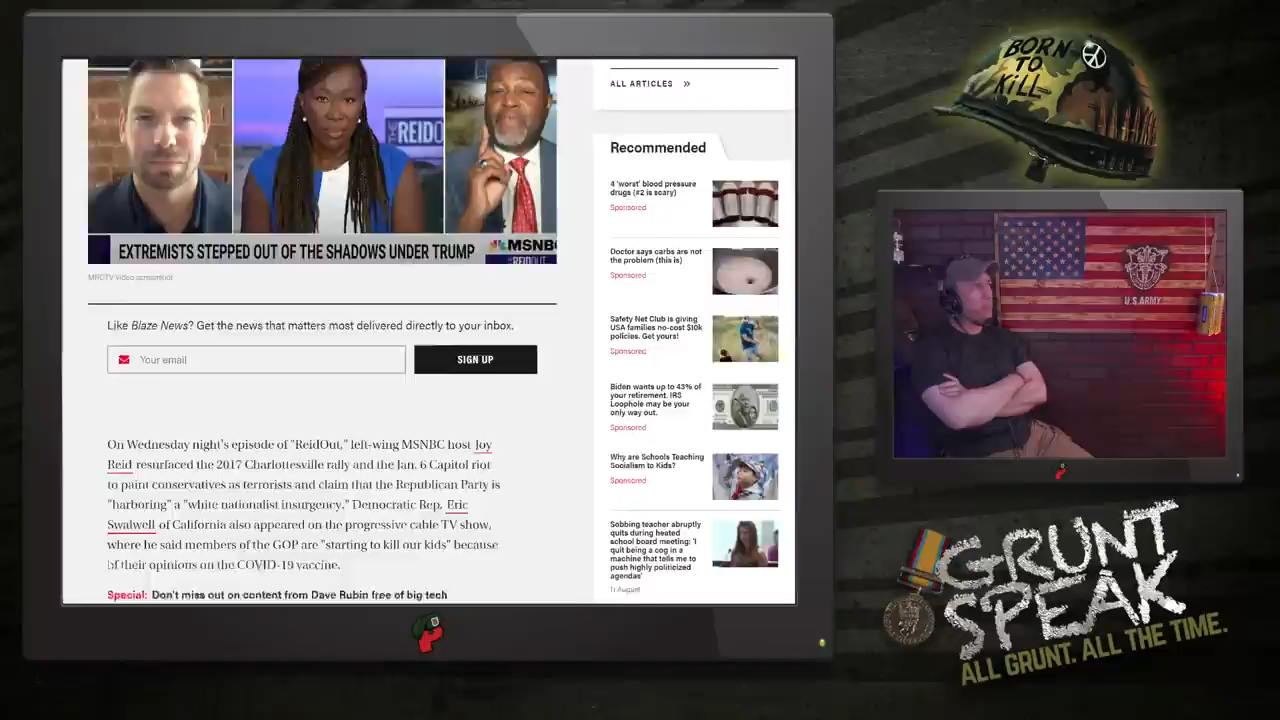 EXTREMISTS STEPPED OUT OF THE SHADOWS UNDER TRUMP
MSNB
REIDOUT
THE REIDO
MRCTV video screenshot
Like Blaze News? Get the news that matters most delivered directly to your inbox.
Your email
SIGN UP
On Wednesday night's episode of "ReidOut," left-wing MSNBC host Joy
Reid resurfaced the 2017 Charlottesville rally and the Jan. 6 Capitol riot
to paint conservatives as terrorists and claim that the Republican Party is
"harboring" a "white nationalist insurgency." Democratic Rep. Eric
Swalwell of California also appeared on the progressive cable TV show,
where he said members of the GOP are "starting to kill our kids" because
of their opinions on the COVID-19 vaccine.
Special: Don't miss out on content from Dave Rubin free of big tech
ALL ARTICLES »
Recommended
4 'worst' blood pressure
drugs (#2 is scary)
Sponsored
Doctor says carbs are not
the problem (this is)
Sponsored
Safety Net Club is giving
USA families no-cost $10k
policies. Get yours!
Sponsored
Biden wants up to 43% of
your retirement. IRS
Loophole may be your
only way out.
Sponsored
Why are Schools Teaching
Socialism to Kids?
Sponsored
Sobbing teacher abruptly
quits during heated
school board meeting: 'I
quit being a cog in a
machine that tells me to
push highly politicized
agendas'
11 August
BORN
TO
KILL
U.S. ARMY
GRUNT
SPEAK
ALL GRUNT. ALL THE TIME.